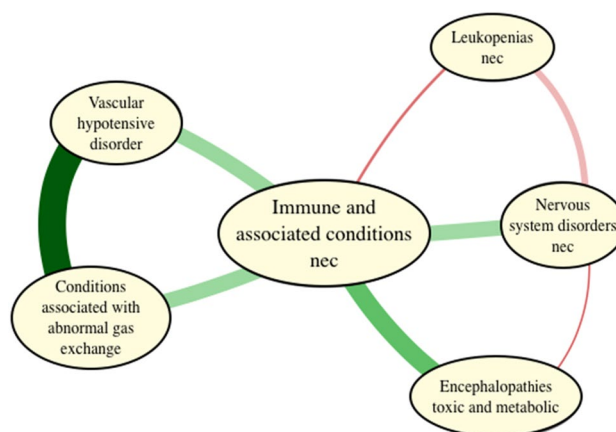 Leukopenias
nec
Vascular
hypotensive
disorder
Immune and
associated conditions
nec
Nervous
system disorders
nec
Conditions
associated with
abnormal gas
exchange
Encephalopathies
toxic and metabolic